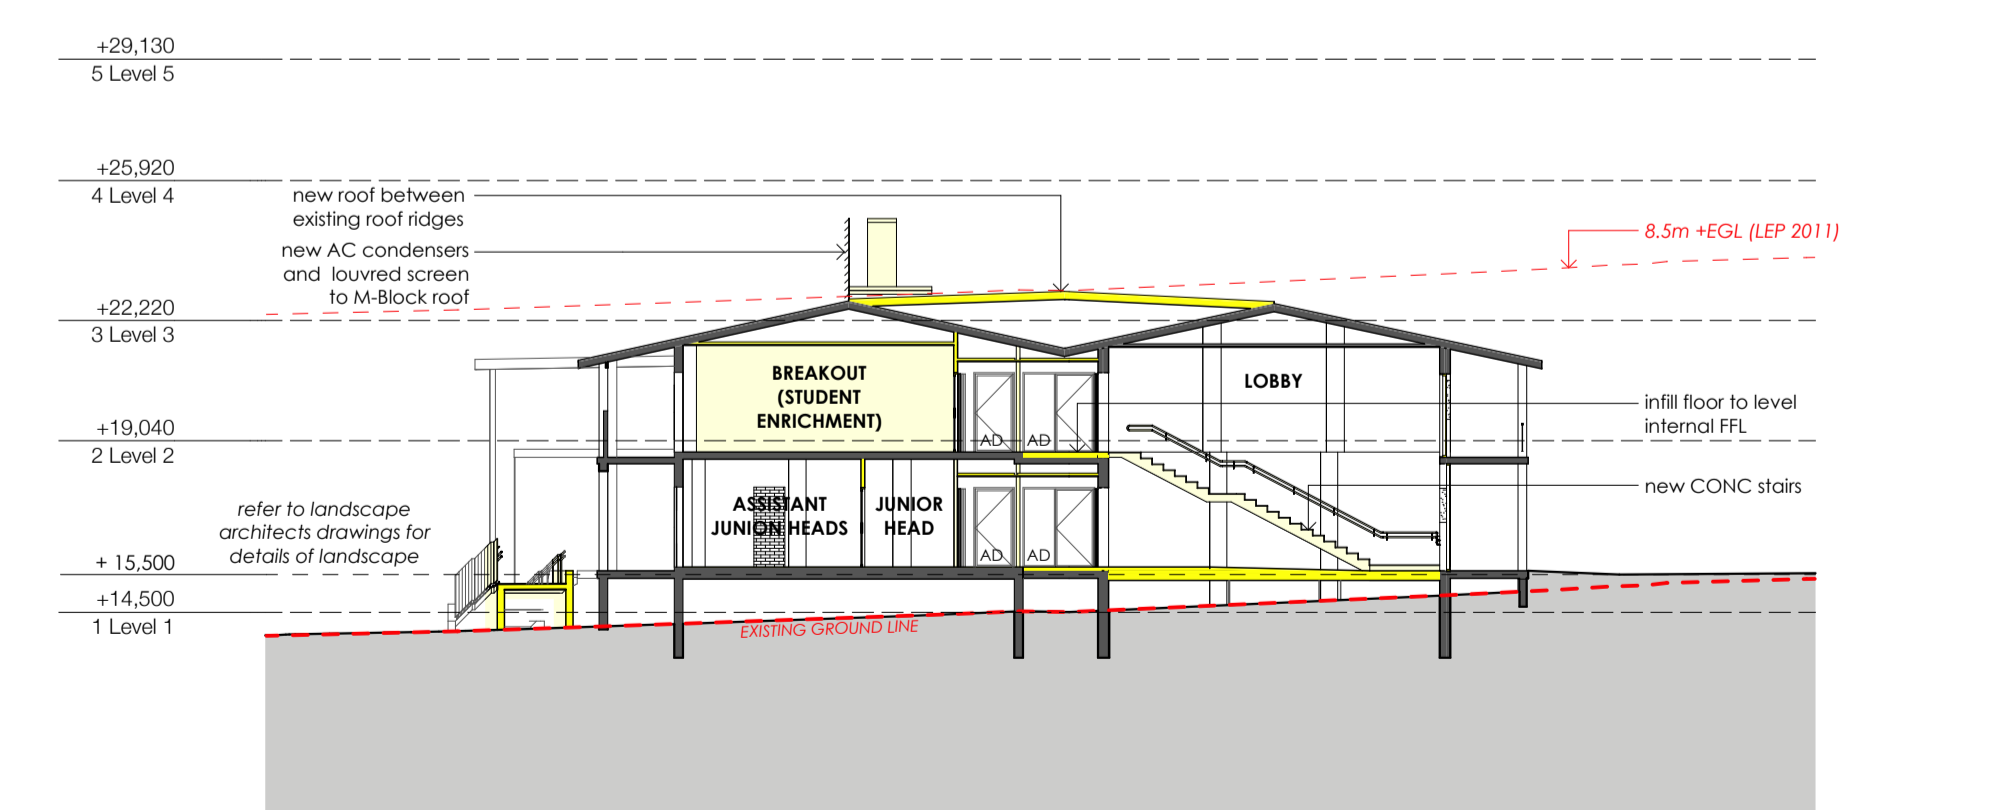 +29,130
5 Level 5
+25,920
4 Level 4
new roof between
existing roof ridges
new AC condensers
and louvred screen
to M-Block roof
8.5m +EGL (LEP 2011)
+22,220
3 Level 3
BREAKOUT
(STUDENT
ENRICHMENT)
LOBBY
infill floor to level
internal FFL
+19,040
2 Level 2
AD
AD
new CONC stairs
refer to landscape
architects drawings for
details of landscape
ASSISTANT
JUNION HEADS
JUNIOR
HEAD
AD
AD
+ 15,500
+14,500
1 Level 1
EXISTING GROUND LINE